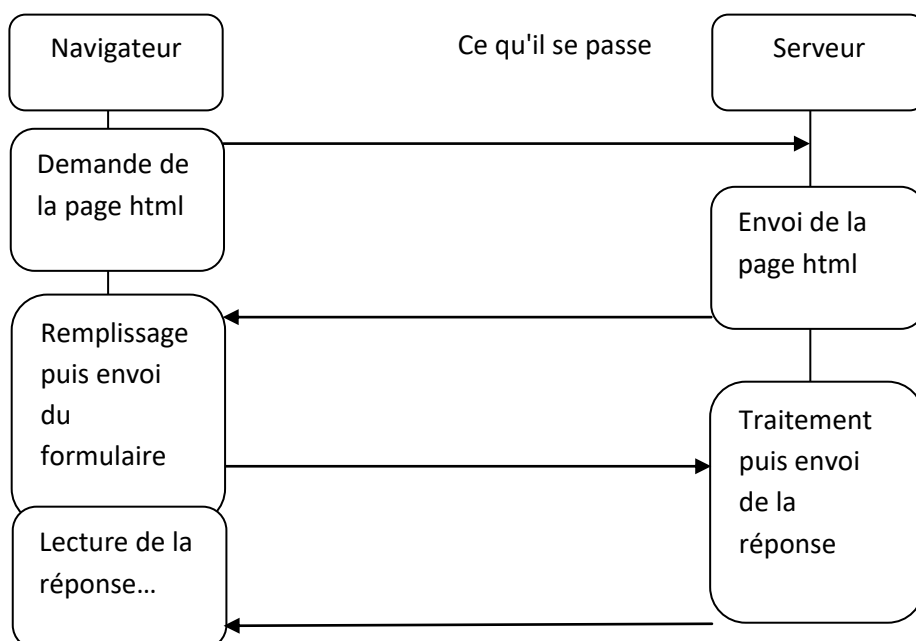 Navigateur
Ce qu'il se passe
Serveur
Demande de
la page html
Envoi de la
page html
Remplissage
puis envoi
du
formulaire
Traitement
puis envoi
de la
réponse
Lecture de la
réponse…